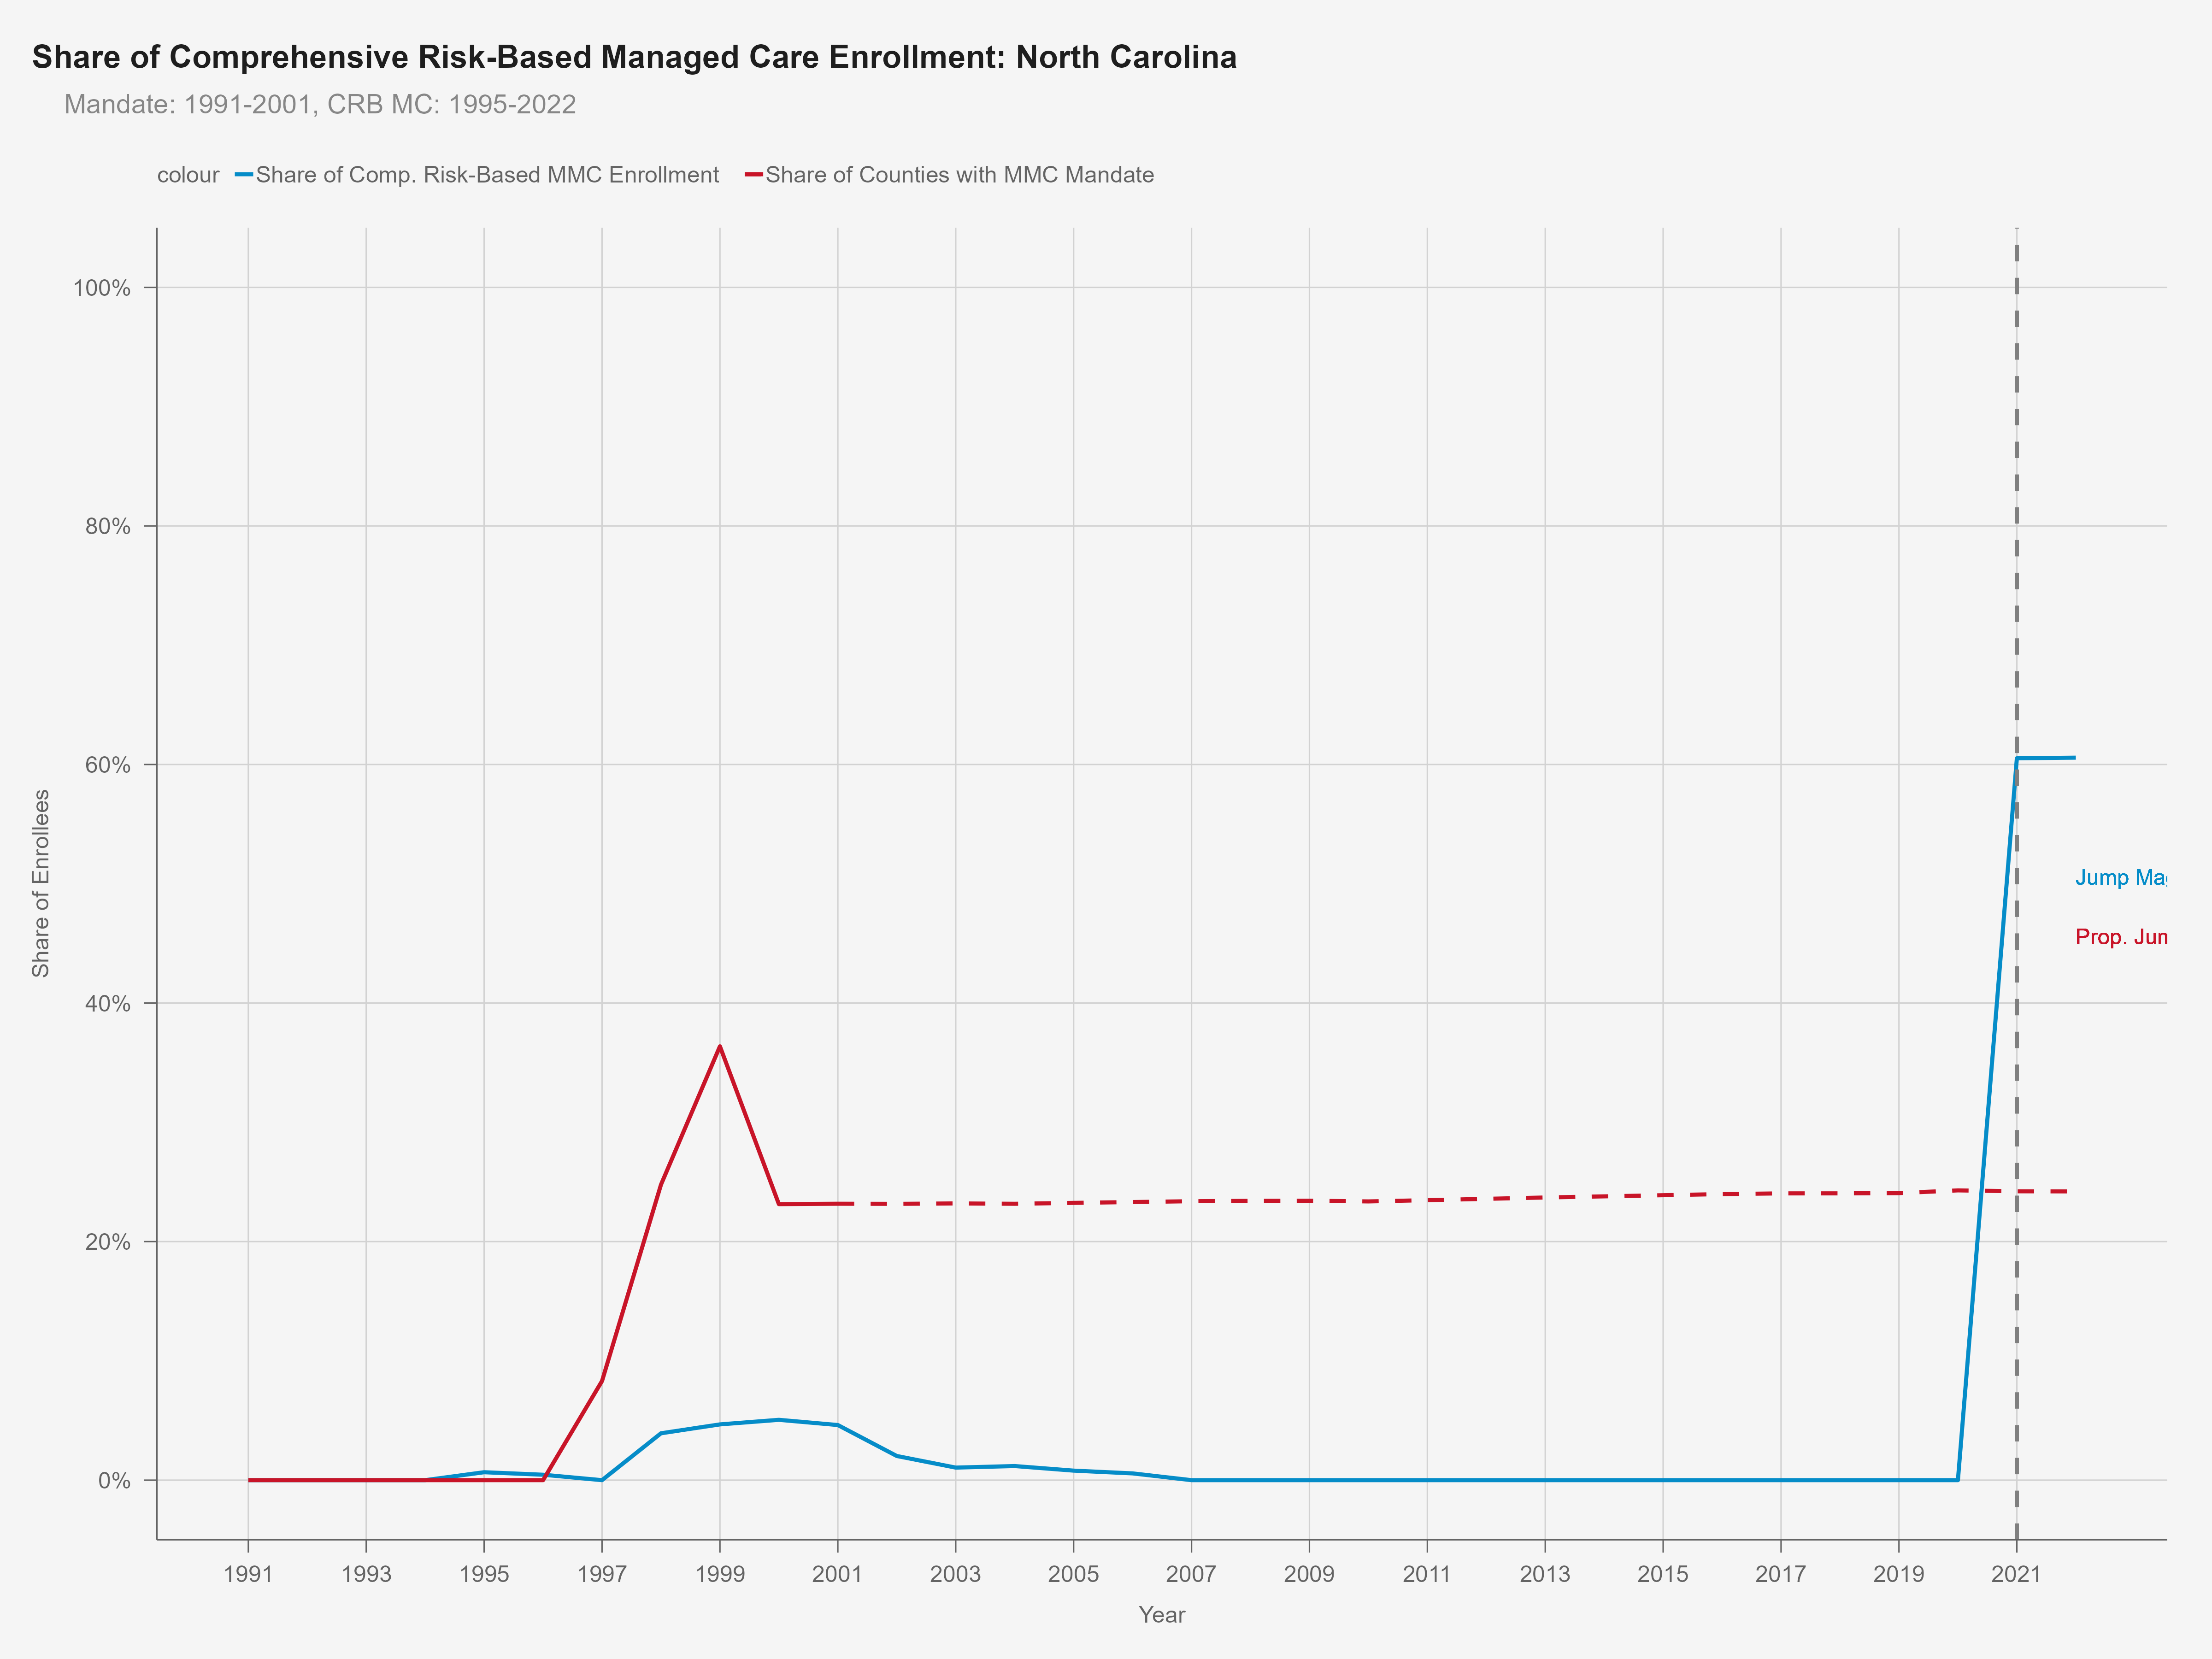 Share of Comprehensive Risk-Based Managed Care Enrollment: North Carolina
Mandate: 1991-2001, CRB MC: 1995-2022
colour Share of Comp. Risk-Based MMC Enrollment Share of Counties with MMC Mandate
100%
80%
60%
40%
20%
0%
Share of Enrollees
Jump
Prop.
1991 1993 1995 1997 1999 2001 2003 2005 2007 2009 2011 2013 2015 2017 2019 2021
Year